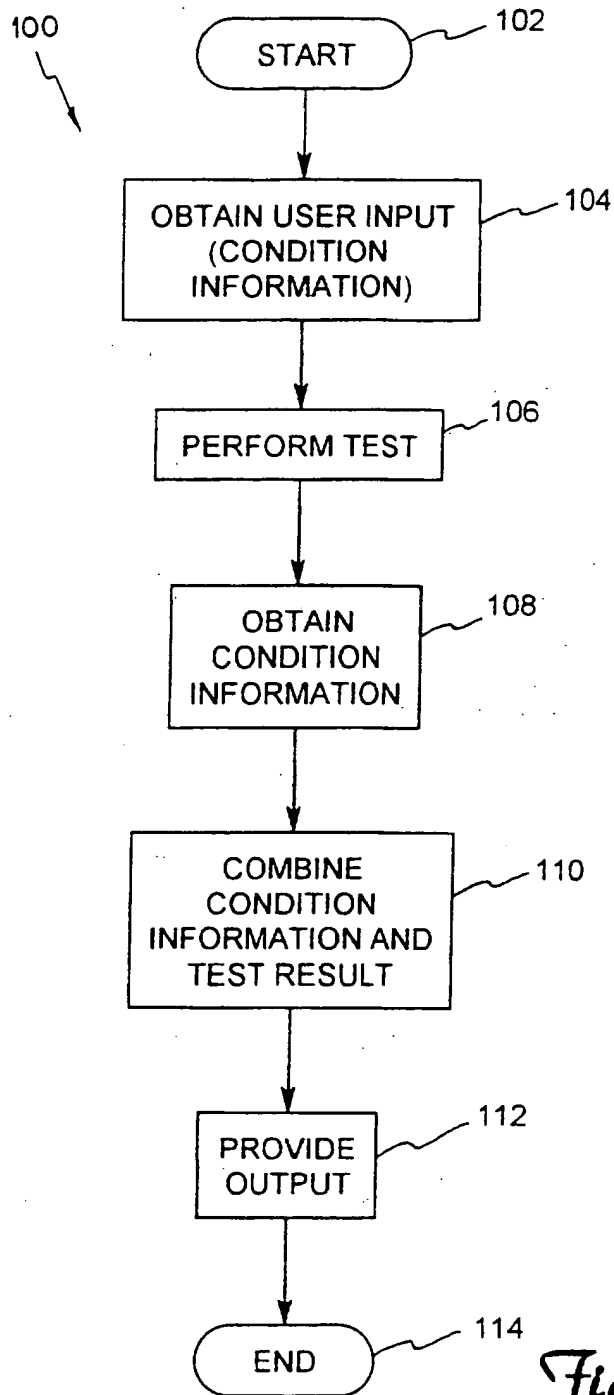 100
102
START
OBTAIN USER INPUT
(CONDITION
INFORMATION)
104
106
PERFORM TEST
108
OBTAIN
CONDITION
INFORMATION
COMBINE
CONDITION
INFORMATION AND
TEST RESULT
110
112
PROVIDE
OUTPUT
END
114